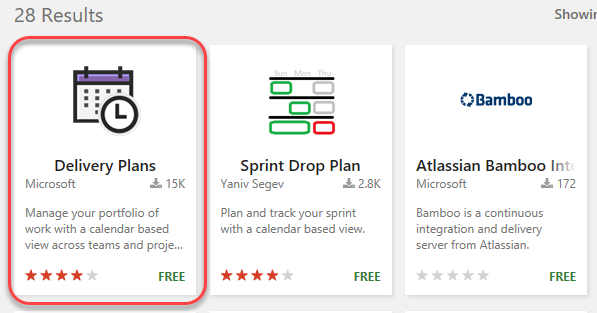 28 Results
Showin
Delivery Plans
Microsoft 15K
Manage your portfolio of
work with a calendar based
view across teams and proje...
FREE
Sun Mon Thu
Sprint Drop Plan
Yaniv Segev 2.8K
Plan and track your sprint
with a calendar based view.
FREE
Bamboo
Atlassian Bamboo Inte
Microsoft 172
Bamboo is a continuous
integration and delivery
server from Atlassian.
FREE